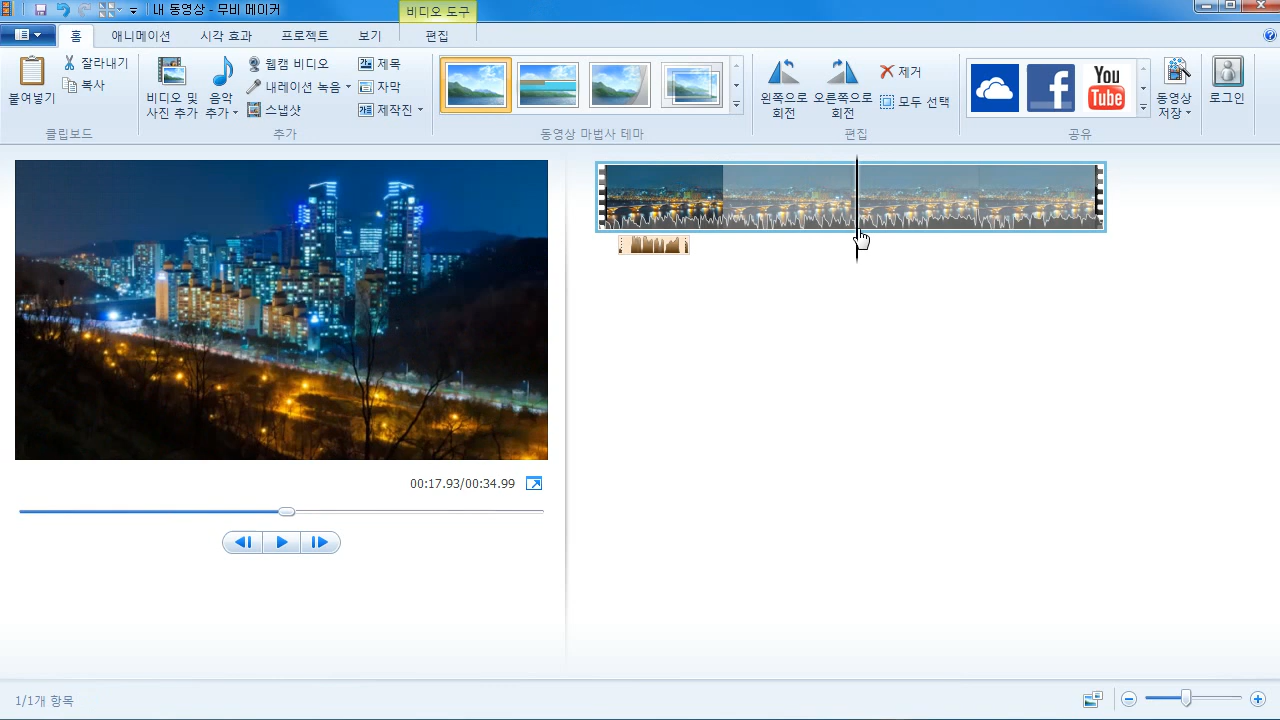 내 동영상 - 무비 메이커
비디오 도구
홈
애니메이션
시각 효과
프로젝트
보기
편집
붙여넣기
잘라내기
복사
클립보드
비디오 및
사진 추가
음악
추가
웹캠 비디오
내레이션 녹음
스냅샷
제목
자막
제작진
추가
동영상 마법사 테마
왼쪽으로
회전
오른쪽으로
회전
제거
모두 선택
편집
You
Tube
공유
동영상
저장
로그인
00:17.93/00:34.99
1/1개 항목